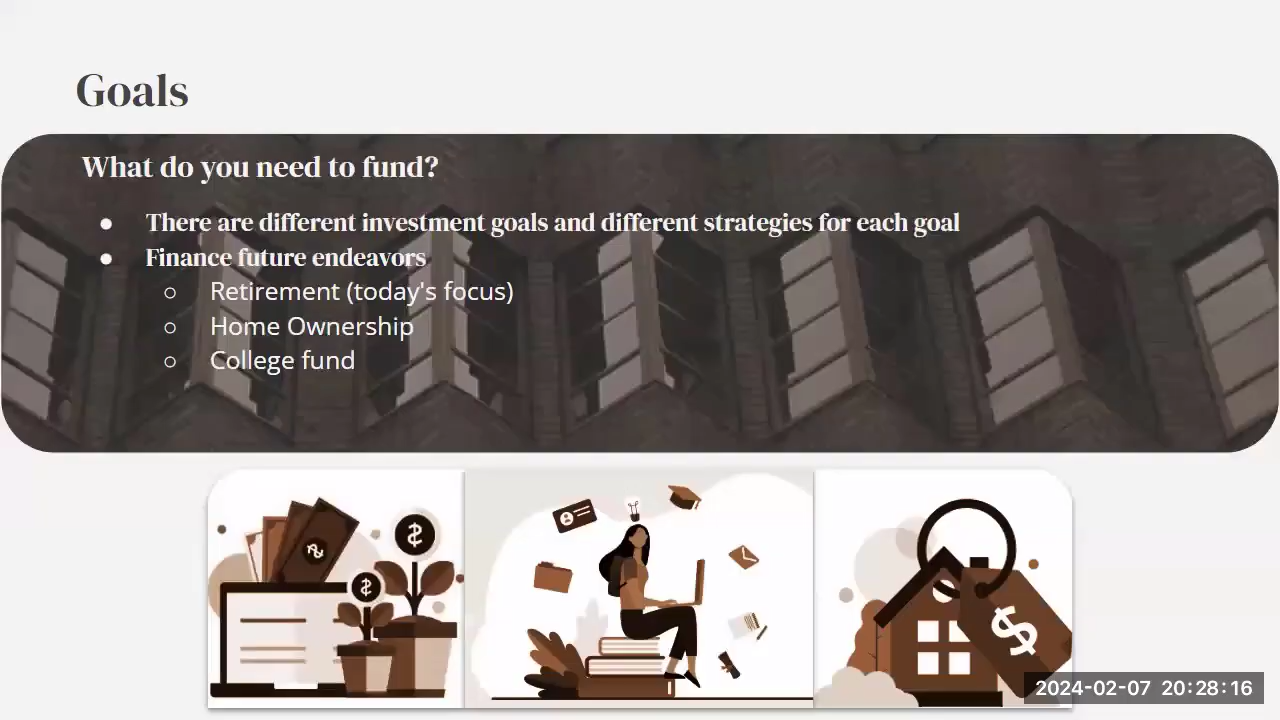 Goals
What do you need to fund?
● There are different investment goals and different strategies for each goal
● Finance future endeavors
○ Retirement (today's focus)
○ Home Ownership
○ College fund
$
$
$
2024-02-07 20:28:16